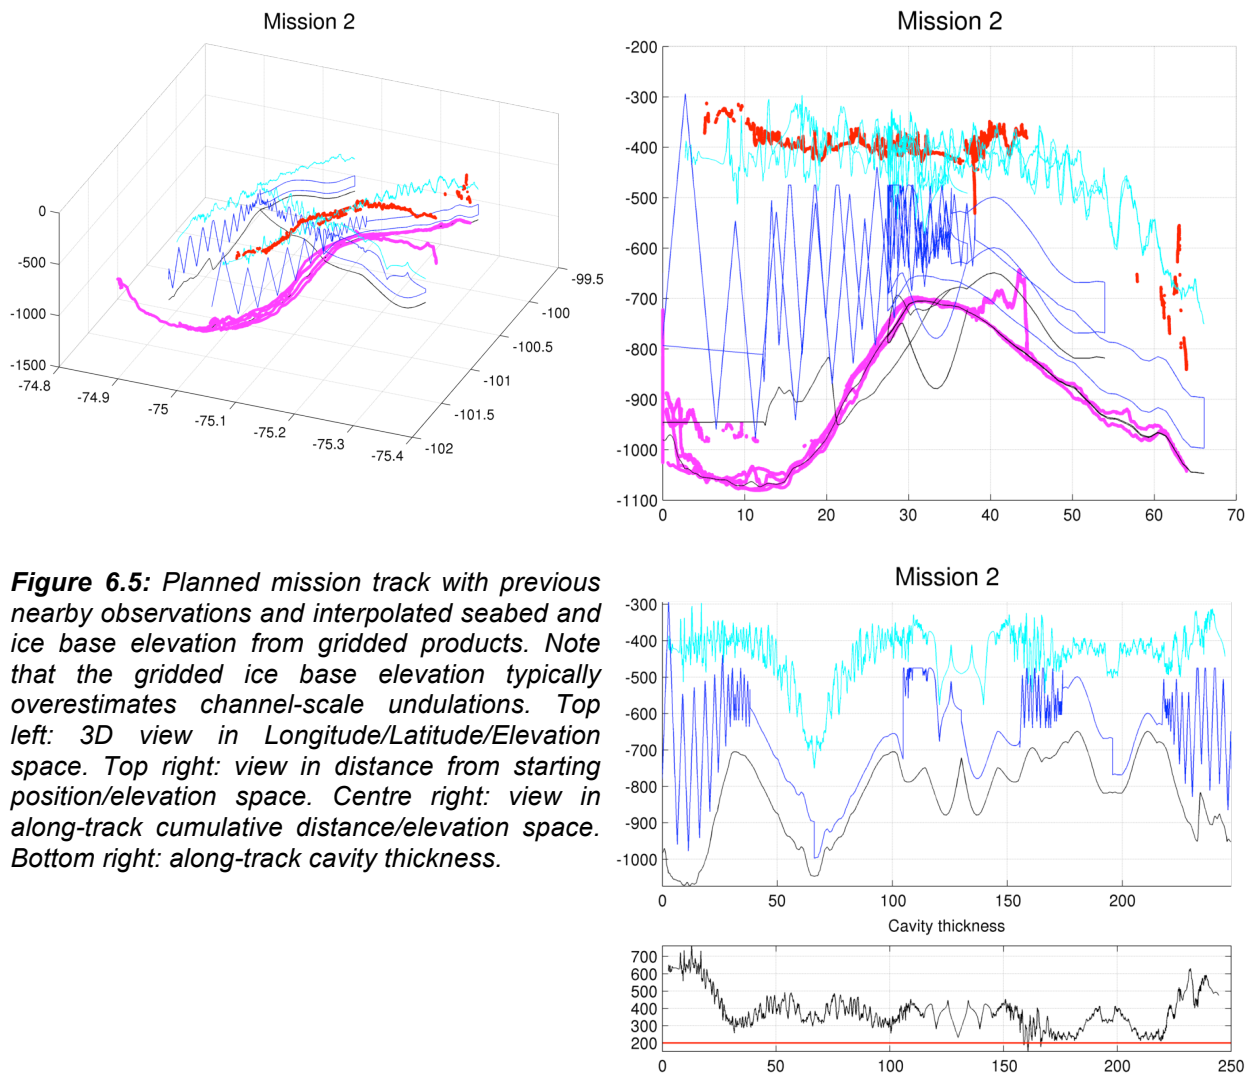 Mission 2
0
-500
-1000
-1500
-74.8
-74.9
-75
-75.1
-75.2
-75.3
-75.4
-102
-101.5
-101
-100.5
-100
-99.5
Mission 2
-200
-300
-400
-500
-600
-700
-800
-900
-1000
-1100
0 10 20 30 40 50 60 70
Figure 6.5: Planned mission track with previous
nearby observations and interpolated seabed and
ice base elevation from gridded products. Note
that the gridded ice base elevation typically
overestimates channel-scale undulations. Top
left: 3D view in Longitude/Latitude/Elevation
space. Top right: view in distance from starting
position/elevation space. Centre right: view in
along-track cumulative distance/elevation space.
Bottom right: along-track cavity thickness.
Mission 2
-300
-400
-500
-600
-700
-800
-900
-1000
0 50 100 150 200
Cavity thickness
700
600
500
400
300
200
0 50 100 150 200 250